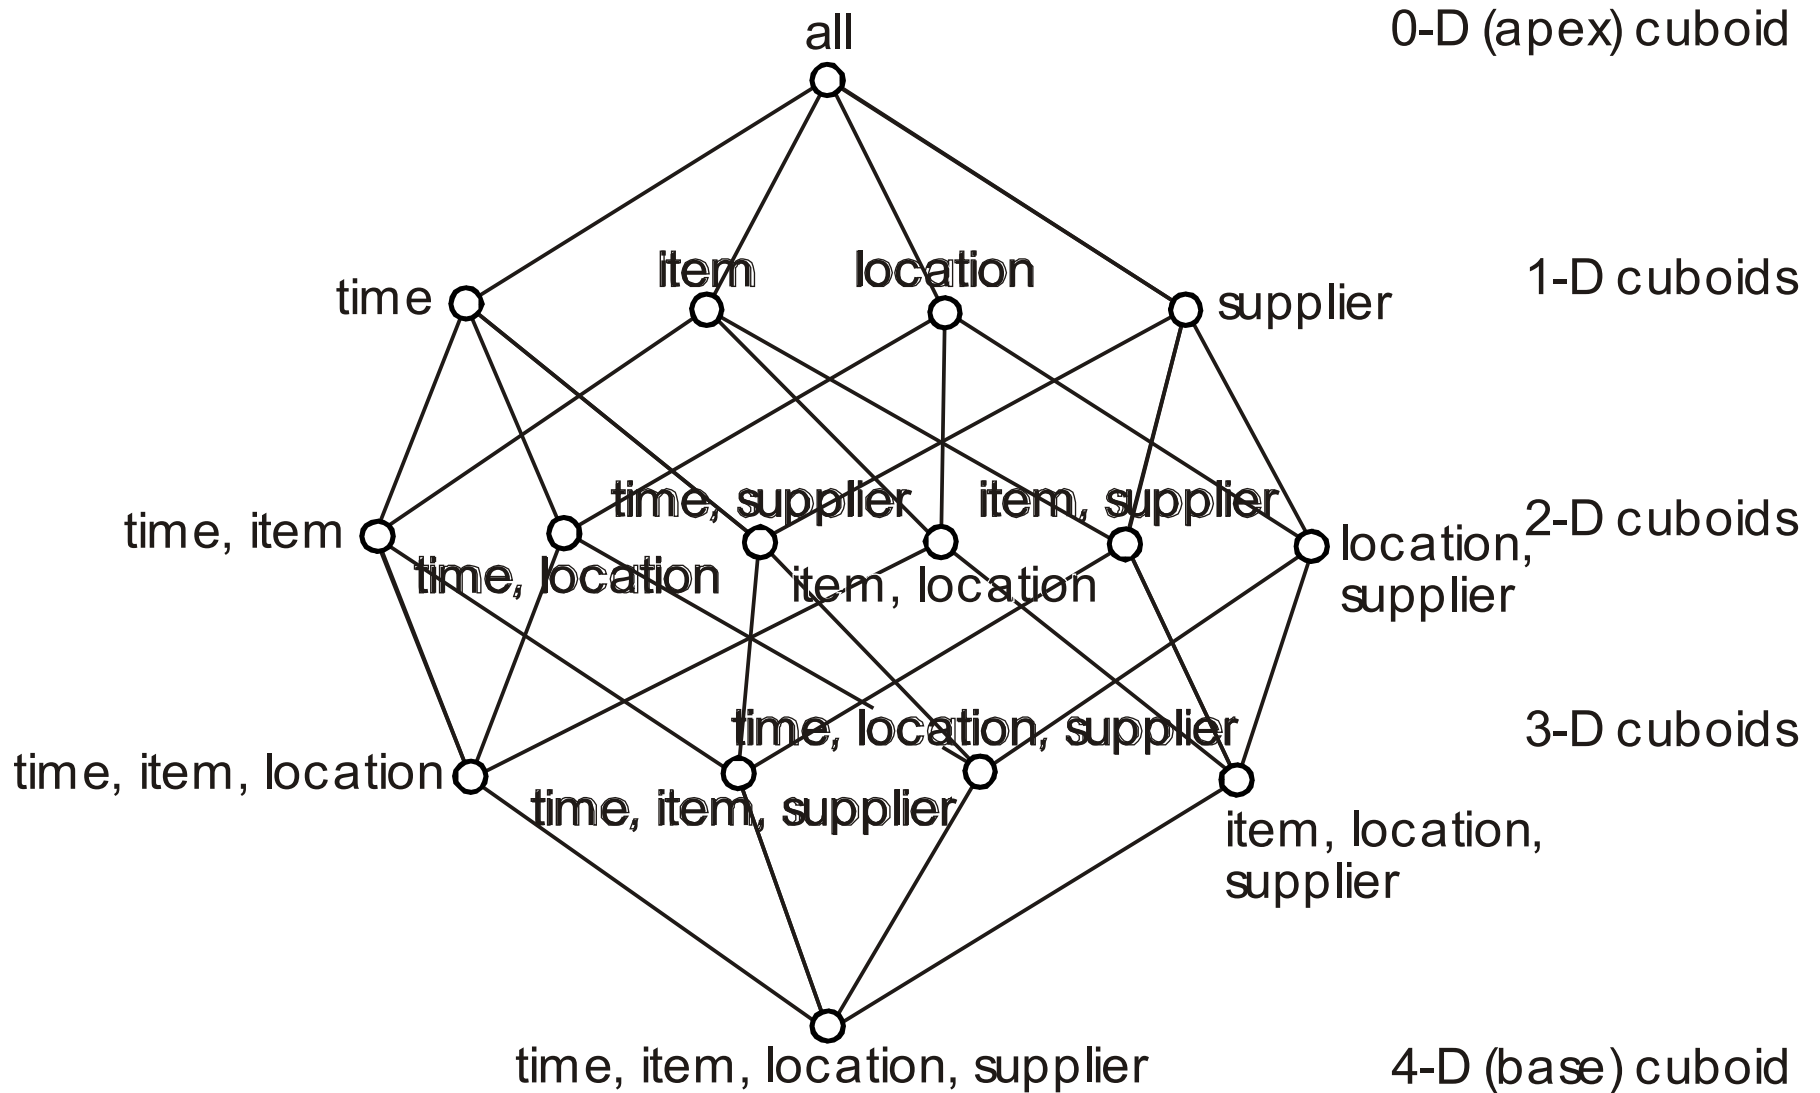 all
0-D (apex) cuboid
time
item
location
supplier
1-D cuboids
time, item
time, location
time, supplier
item, location
item, supplier
location,
supplier
2-D cuboids
time, item, location
time, item, supplier
time, location, supplier
item, location,
supplier
3-D cuboids
time, item, location, supplier
4-D (base) cuboid